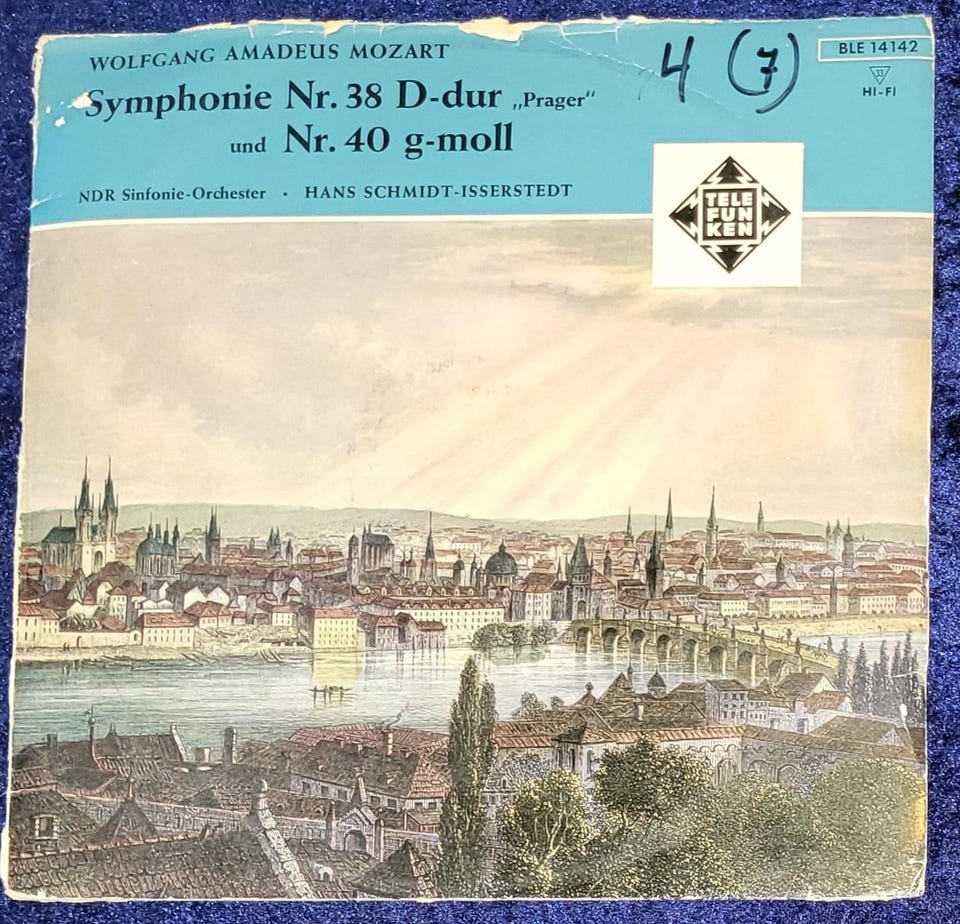 WOLFGANG AMADEUS MOZART
Symphonie Nr. 38 D-dur „Prager“
und Nr. 40 g-moll
NDR Sinfonie-Orchester · HANS SCHMIDT-ISSERSTEDT
4 (7)
BLE 14142
33
HI-FI
TELE
FUN
KEN